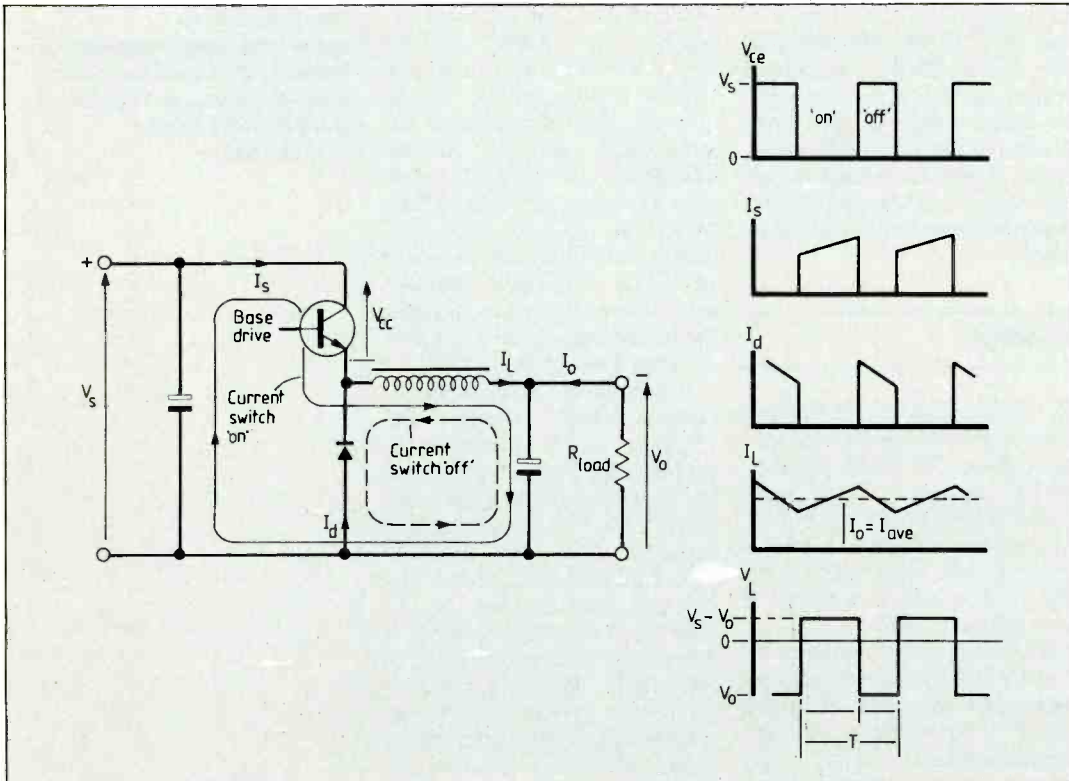 +
I_s
Base
drive
V_cc
I_L
I_o
−
V_s
Current
switch
'on'
Current
switch 'off'
R_load
V_o
I_d
V_ce
V_s
'on'
'off'
0
I_s
I_d
I_L
I_o = I_ave
V_L
V_s − V_o
0
V_o
T